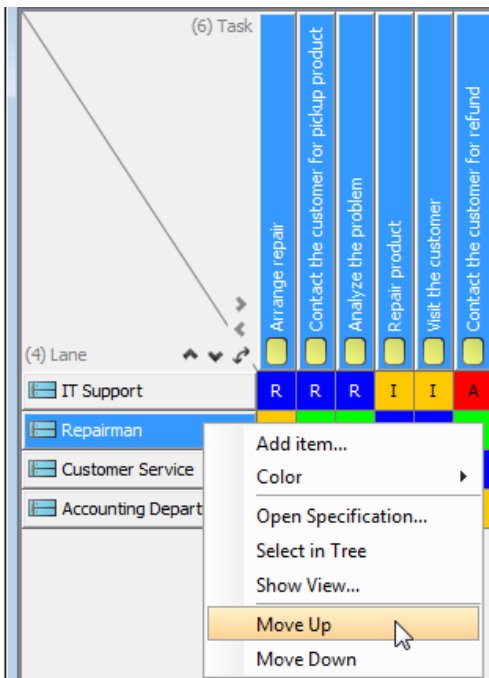 (6) Task
Arrange repair
Contact the customer for pickup product
Analyze the problem
Repair product
Visit the customer
Contact the customer for refund
(4) Lane
IT Support R R R I I A
Repairman
Customer Service
Accounting Depart
Add item...
Color
Open Specification...
Select in Tree
Show View...
Move Up
Move Down